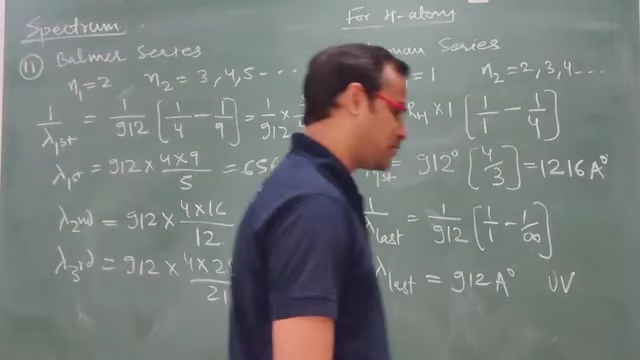 Spectrum For H-atom
(11) Balmer Series man Series
n₁=2 n₂ = 3, 4, 5 ---- = 1 n₂ = 2, 3, 4 ----
1/λ1st = 1/912 [1/4 − 1/9] = 1/912 × R_H × 1 [1/1 − 1/4]
λ1st = 912 × (4×9)/5 = 656 = 912° [4/3] = 1216 A°
λ2nd = 912 × (4×16)/12 1/λlast = 1/912 [1/1 − 1/∞]
λ3rd = 912 × (4×2 /21 λlast = 912 A° UV